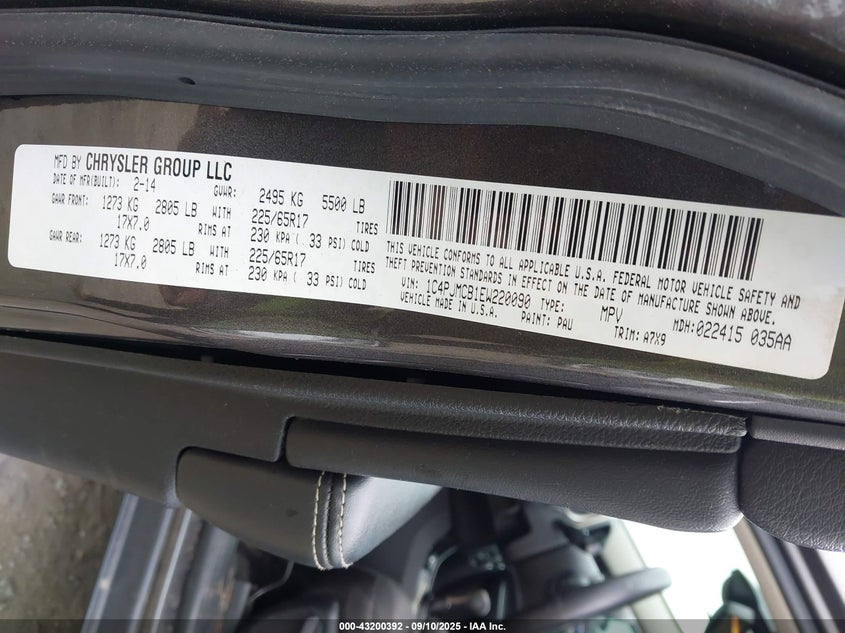 MFD BY CHRYSLER GROUP LLC
DATE OF MFR(BUILT): 2-14 GVWR: 2495 KG 5500 LB
GAWR FRONT: 1273 KG 2805 LB WITH 225/65R17 TIRES
17X7.0 RIMS AT 230 KPA ( 33 PSI) COLD
GAWR REAR: 1273 KG 2805 LB WITH 225/65R17 TIRES
17X7.0 RIMS AT 230 KPA ( 33 PSI) COLD
THIS VEHICLE CONFORMS TO ALL APPLICABLE U.S.A. FEDERAL MOTOR VEHICLE SAFETY AND
THEFT PREVENTION STANDARDS IN EFFECT ON THE DATE OF MANUFACTURE SHOWN ABOVE.
VIN: 1C4PJMCB1EW220090 TYPE: MPV MDH:022415 035AA
VEHICLE MADE IN U.S.A. PAINT: PAU TRIM: A7X9
000-43200392 - 09/10/2025 - IAA Inc.